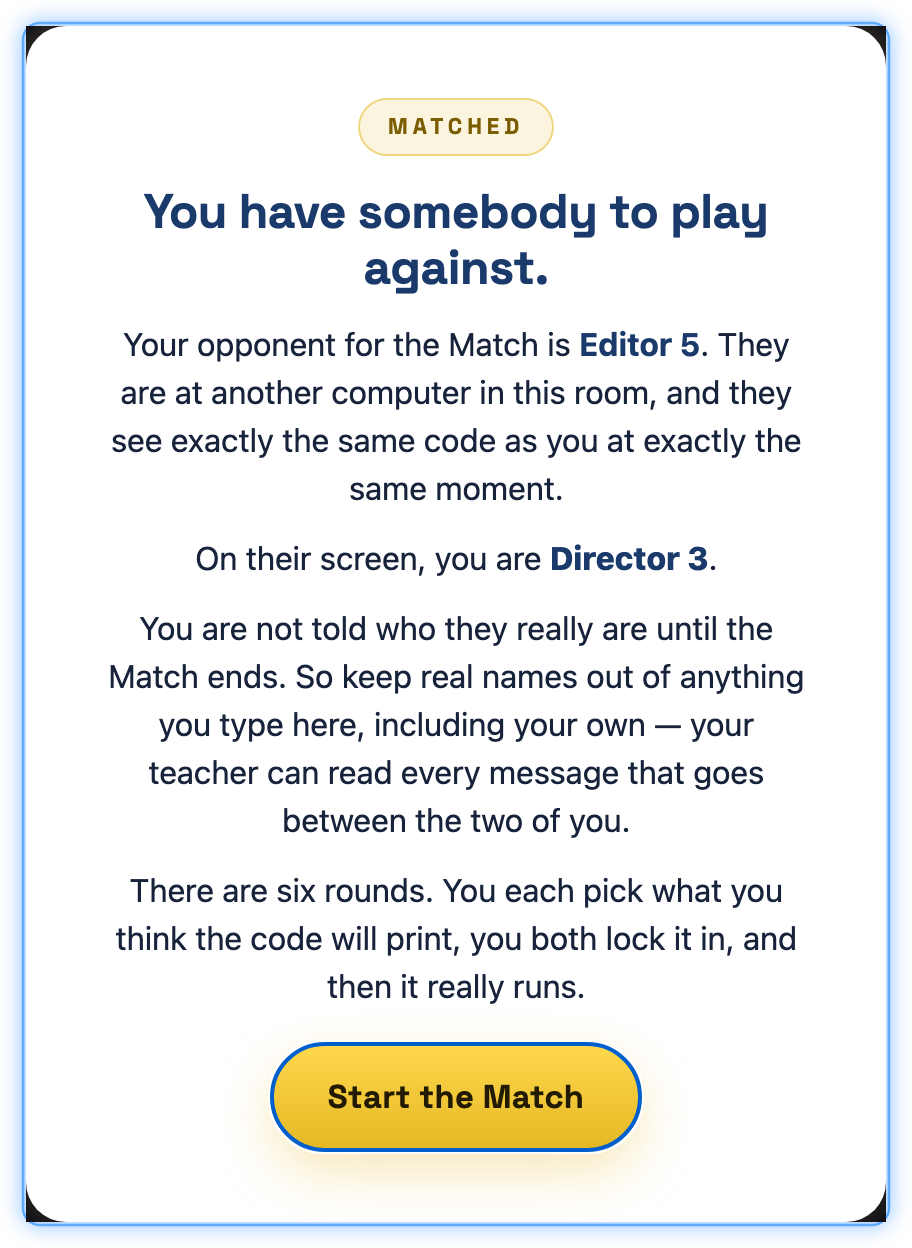 MATCHED
You have somebody to play
against.
Your opponent for the Match is Editor 5. They
are at another computer in this room, and they
see exactly the same code as you at exactly the
same moment.
On their screen, you are Director 3.
You are not told who they really are until the
Match ends. So keep real names out of anything
you type here, including your own — your
teacher can read every message that goes
between the two of you.
There are six rounds. You each pick what you
think the code will print, you both lock it in, and
then it really runs.
Start the Match